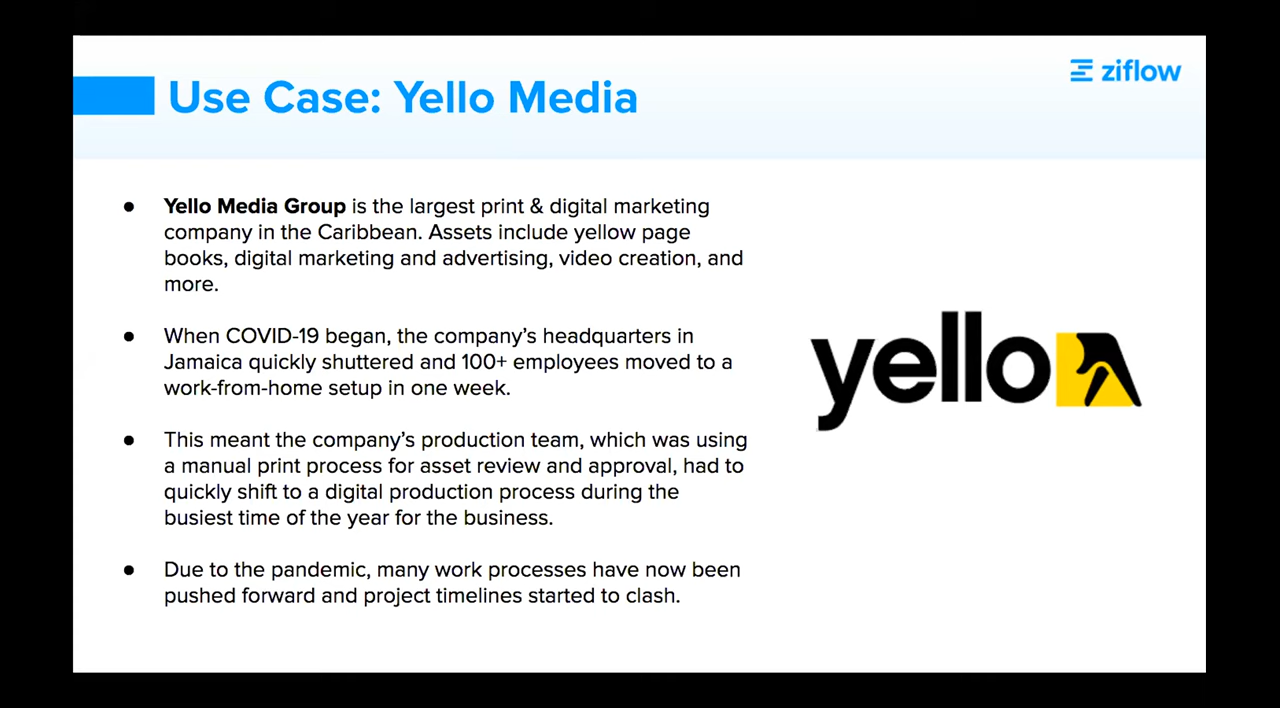 ziflow
Use Case: Yello Media
● Yello Media Group is the largest print & digital marketing
company in the Caribbean. Assets include yellow page
books, digital marketing and advertising, video creation, and
more.
● When COVID-19 began, the company’s headquarters in
Jamaica quickly shuttered and 100+ employees moved to a
work-from-home setup in one week.
● This meant the company’s production team, which was using
a manual print process for asset review and approval, had to
quickly shift to a digital production process during the
busiest time of the year for the business.
● Due to the pandemic, many work processes have now been
pushed forward and project timelines started to clash.
yello